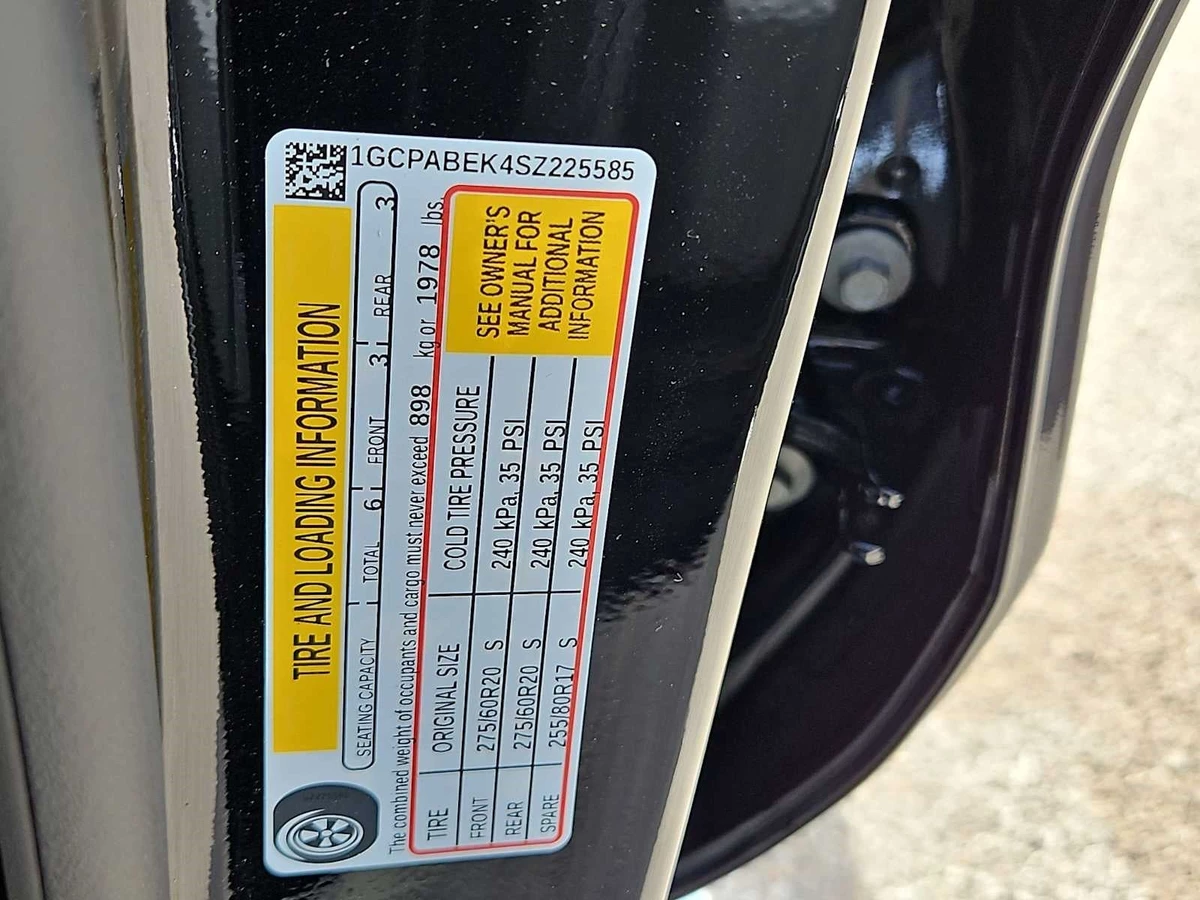 1GCPABEK4SZ225585
TIRE AND LOADING INFORMATION
SEATING CAPACITY TOTAL 6 FRONT 3 REAR 3
The combined weight of occupants and cargo must never exceed 898 kg or 1978 lbs.
TIRE ORIGINAL SIZE COLD TIRE PRESSURE
FRONT 275/60R20 S 240 kPa, 35 PSI
REAR 275/60R20 S 240 kPa, 35 PSI
SPARE 255/80R17 S 240 kPa, 35 PSI
SEE OWNER'S
MANUAL FOR
ADDITIONAL
INFORMATION